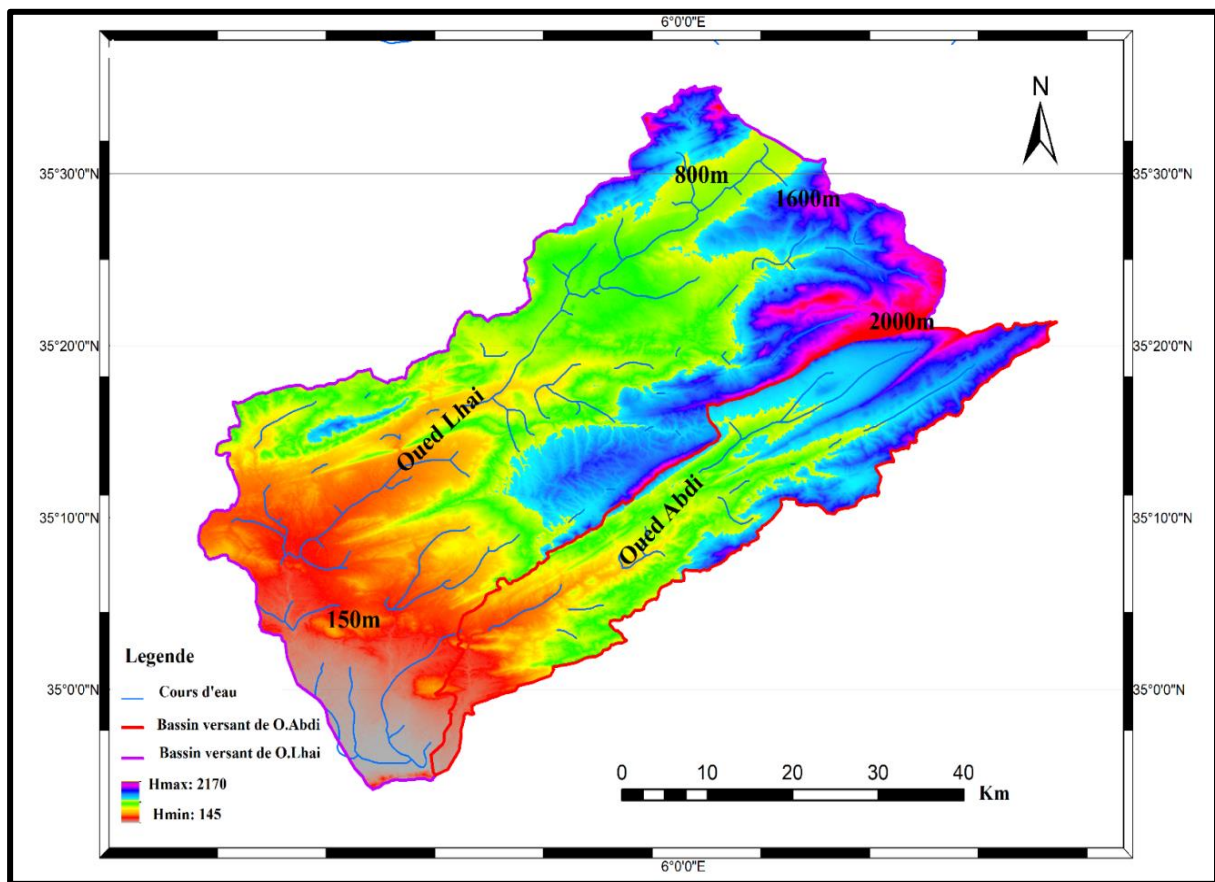 6°0'0"E
N
35°30'0"N
800m
35°30'0"N
1600m
2000m
35°20'0"N
35°20'0"N
Oued Lhai
35°10'0"N
Oued Abdi
35°10'0"N
150m
Legende
35°0'0"N
Cours d'eau
35°0'0"N
Bassin versant de O.Abdi
Bassin versant de O.Lhai
Hmax: 2170
Hmin: 145
0 10 20 30 40
Km
6°0'0"E